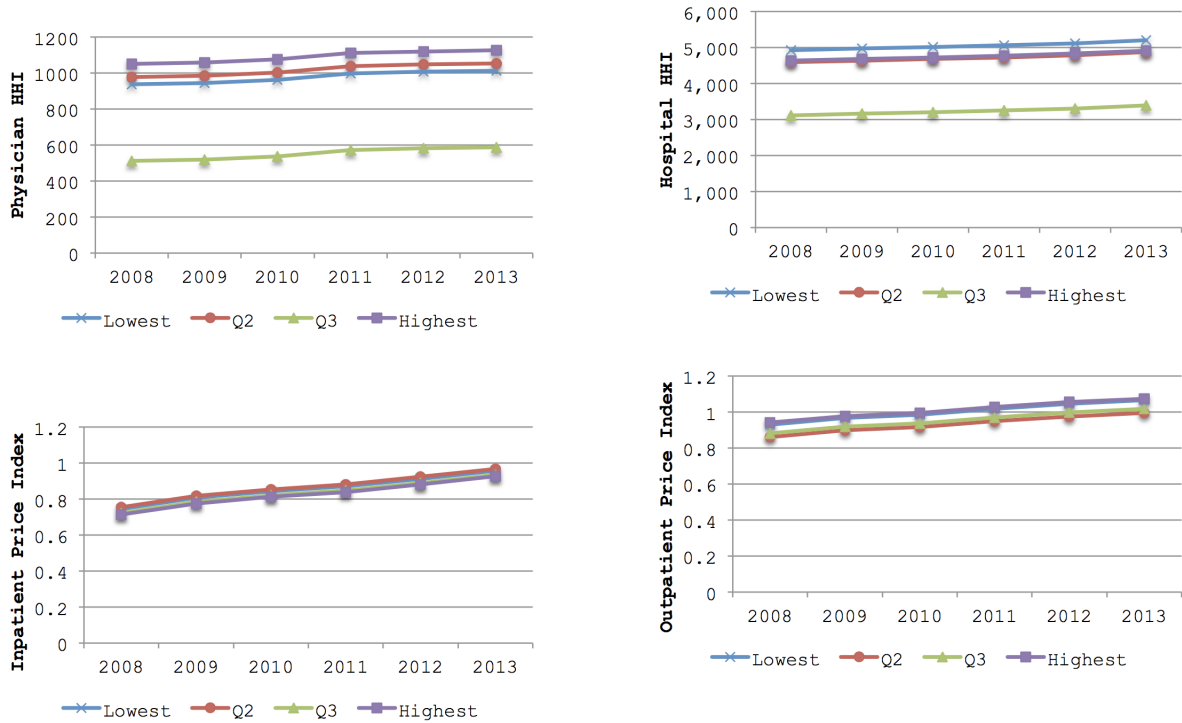 Physician HHI
1200
1000
800
600
400
200
0
2008 2009 2010 2011 2012 2013
Lowest Q2 Q3 Highest
Hospital HHI
6,000
5,000
4,000
3,000
2,000
1,000
0
2008 2009 2010 2011 2012 2013
Lowest Q2 Q3 Highest
Inpatient Price Index
1.2
1
0.8
0.6
0.4
0.2
0
2008 2009 2010 2011 2012 2013
Lowest Q2 Q3 Highest
Outpatient Price Index
1.2
1
0.8
0.6
0.4
0.2
0
2008 2009 2010 2011 2012 2013
Lowest Q2 Q3 Highest